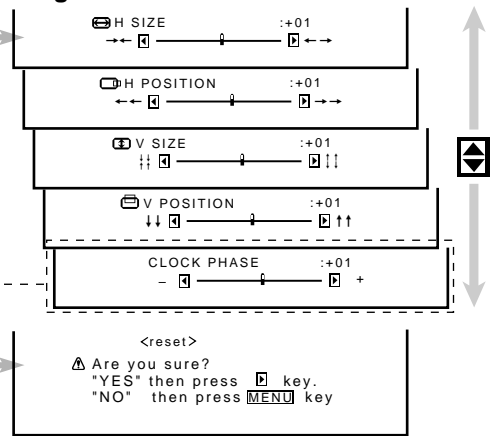 H SIZE :+01
→← ◄ ► ←→
H POSITION :+01
←← ◄ ► →→
V SIZE :+01
V POSITION :+01
↓↓ ◄ ► ↑↑
CLOCK PHASE :+01
– ◄ ► +
<reset>
Are you sure?
"YES" then press ► key.
"NO" then press MENU key